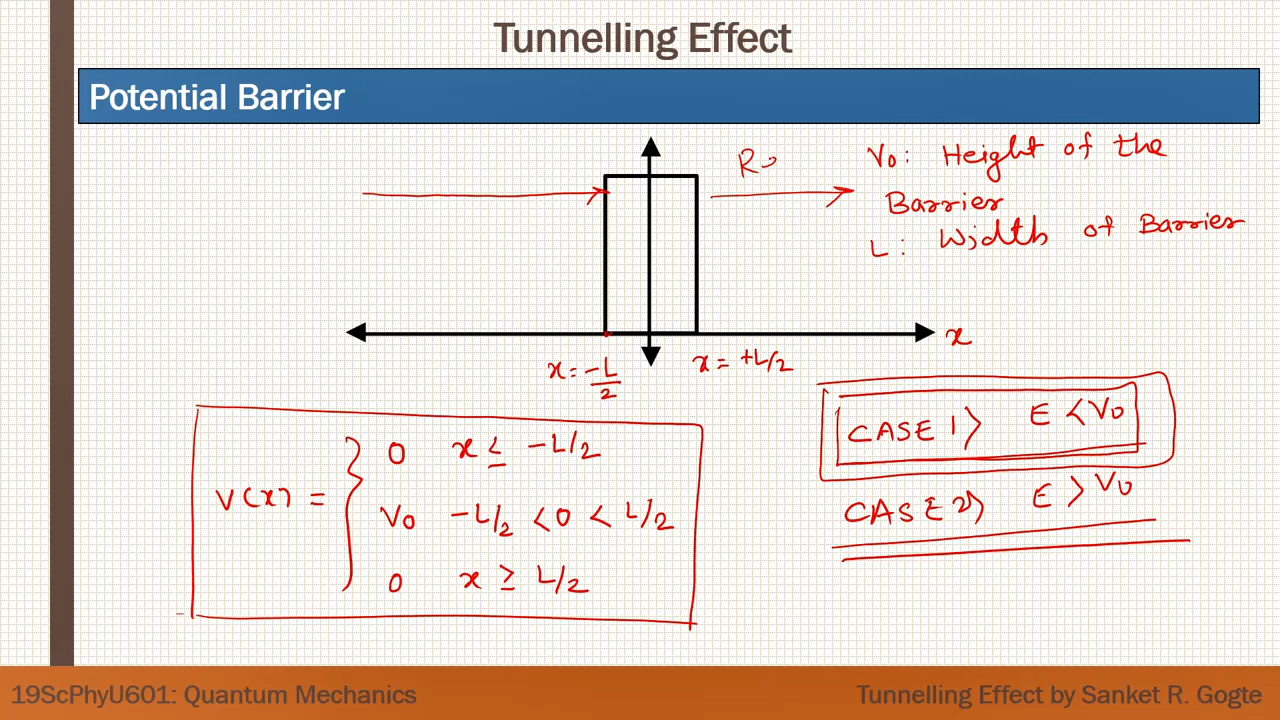 Tunnelling Effect
Potential Barrier
V0: Height of the
Barrier
L: Width of Barrier
x
x = -L/2
x = +L/2
V(x) =
0 x ≤ -L/2
V0 -L/2 < 0 < L/2
0 x ≥ L/2
CASE 1> E < V0
CASE 2> E > V0
19ScPhyU601: Quantum Mechanics
Tunnelling Effect by Sanket R. Gogte